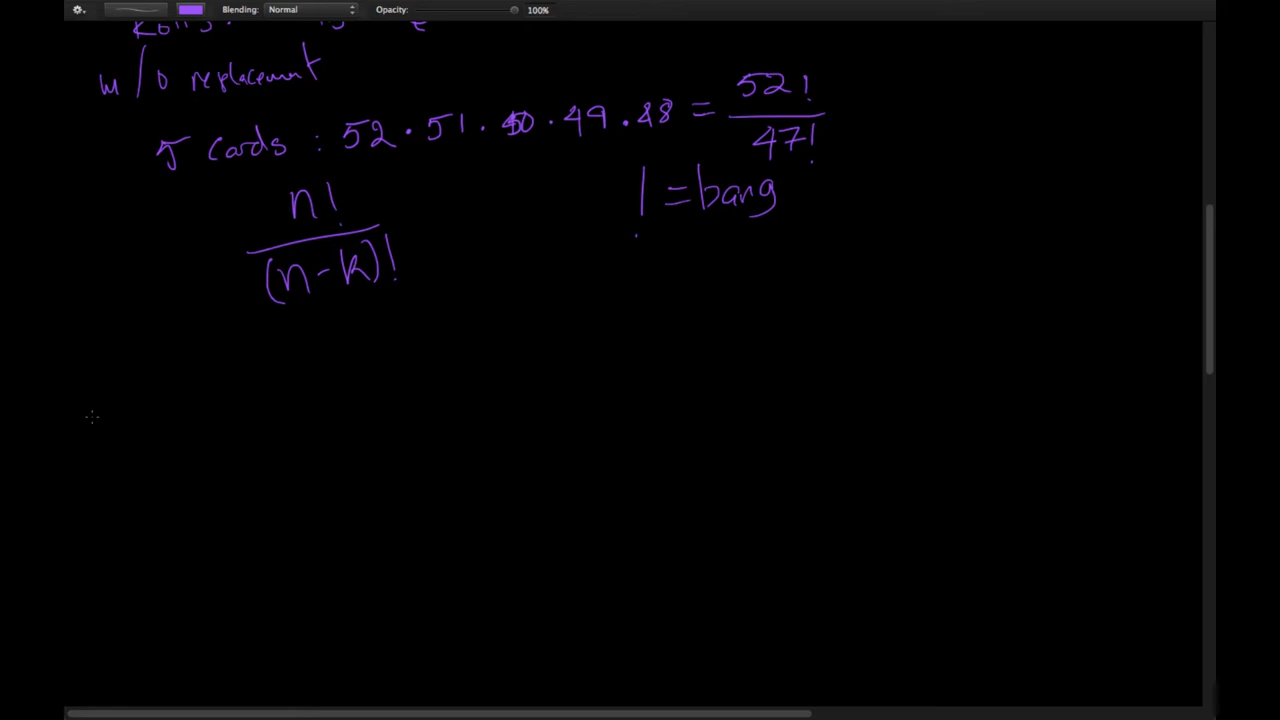 Blending: Normal Opacity: 100%
w/o replacement
5 cards : 52 · 51 · 50 · 49 · 48 = 52! / 47!
n! / (n-k)!
! = bang